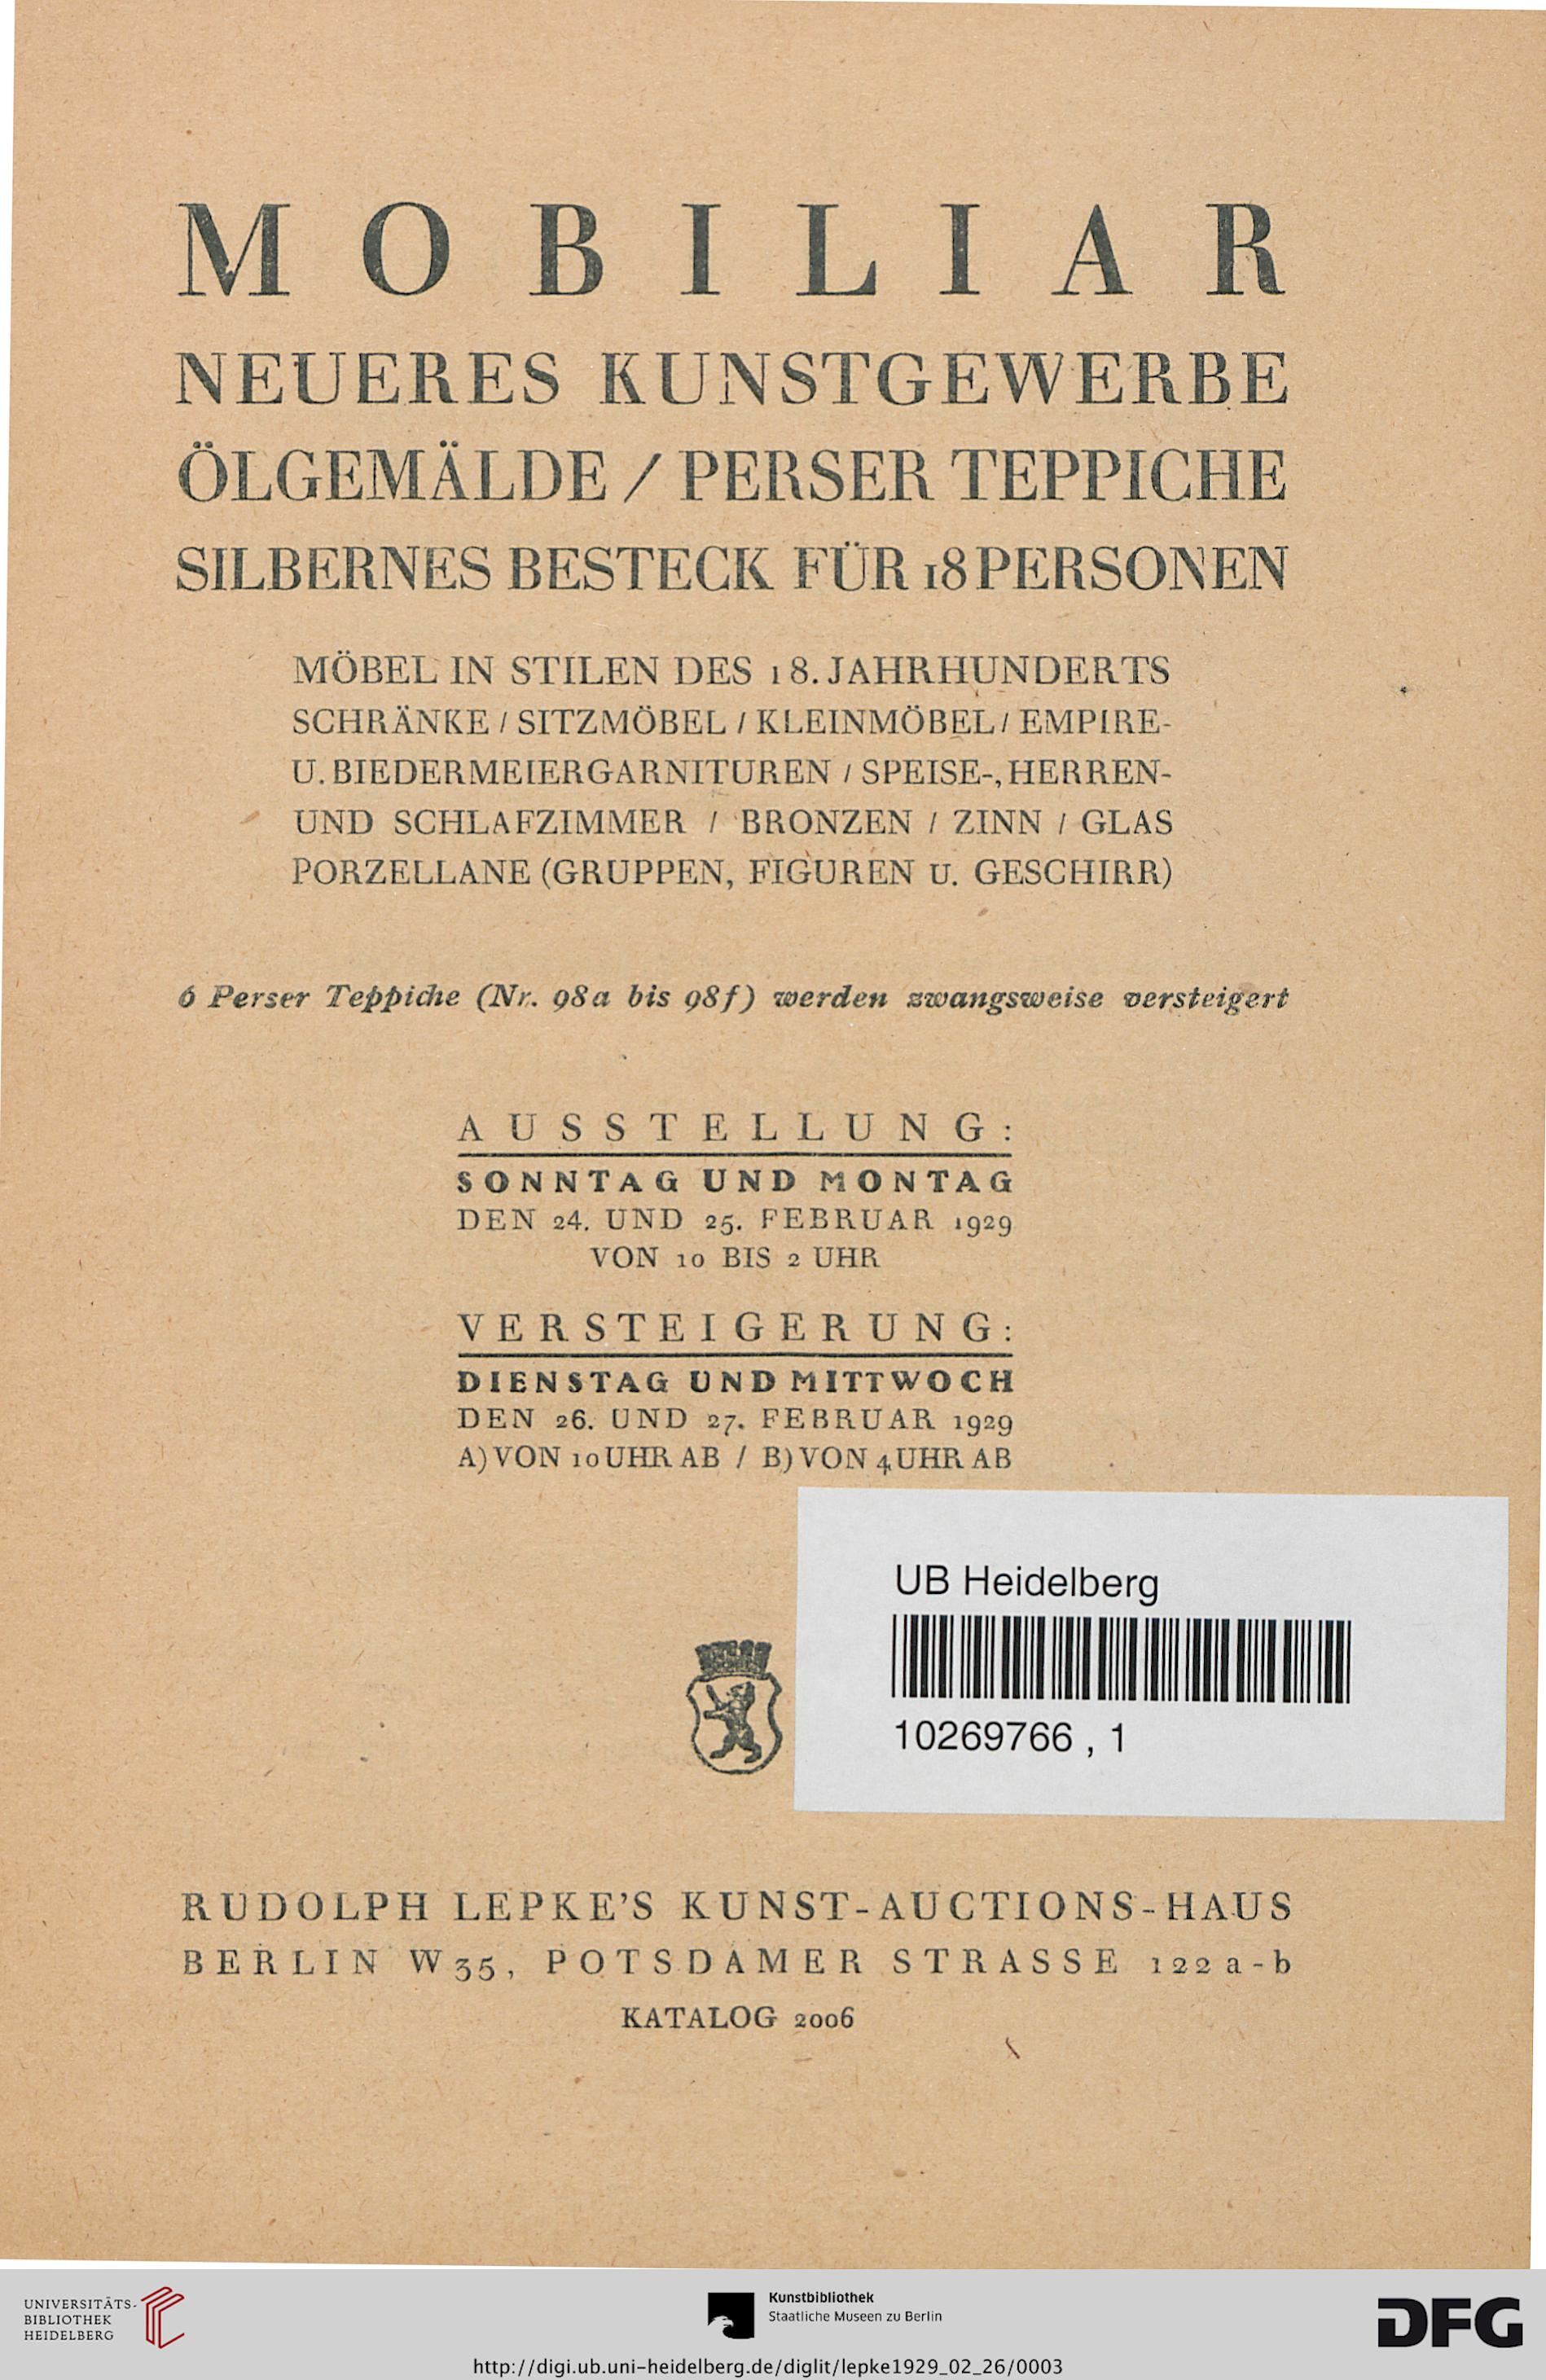 MOBILIAR
NEUERES KUNSTGEWERBE
ÖLGEMÄLDE / PERSER TEPPICHE
SILBERNES BESTECK FÜR 18 PERSONEN
MÖBEL IN STILEN DES 18. JAHRHUNDERTS
SCHRÄNKE / SITZMÖBEL / KLEINMÖBEL / EMPIRE-
U. BIEDERMEIERGARNITUREN / SPEISE-, HERREN-
UND SCHLAFZIMMER / BRONZEN / ZINN / GLAS
PORZELLANE (GRUPPEN, FIGUREN U. GESCHIRR)
6 Perser Teppiche (Nr. 98a bis 98f) werden zwangsweise versteigert
AUSSTELLUNG:
SONNTAG UND MONTAG
DEN 24. UND 25. FEBRUAR 1929
VON 10 BIS 2 UHR
VERSTEIGERUNG:
DIENSTAG UND MITTWOCH
DEN 26. UND 27. FEBRUAR 1929
A) VON 10 UHR AB / B) VON 4 UHR AB
UB Heidelberg
10269766 , 1
RUDOLPH LEPKE'S KUNST-AUCTIONS-HAUS
BERLIN W 35, POTSDAMER STRASSE 122 a-b
KATALOG 2006
UNIVERSITÄTS-
BIBLIOTHEK
HEIDELBERG
Kunstbibliothek
Staatliche Museen zu Berlin
DFG
http://digi.ub.uni-heidelberg.de/diglit/lepke1929_02_26/0003